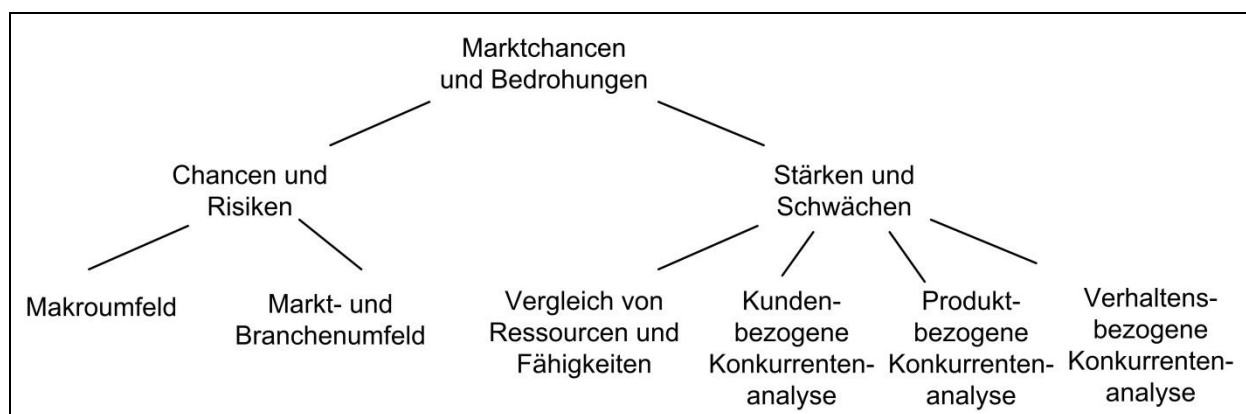 Marktchancen
und Bedrohungen
Chancen und
Risiken
Stärken und
Schwächen
Makroumfeld
Markt- und
Branchenumfeld
Vergleich von
Ressourcen und
Fähigkeiten
Kunden-
bezogene
Konkurrenten-
analyse
Produkt-
bezogene
Konkurrenten-
analyse
Verhaltens-
bezogene
Konkurrenten-
analyse